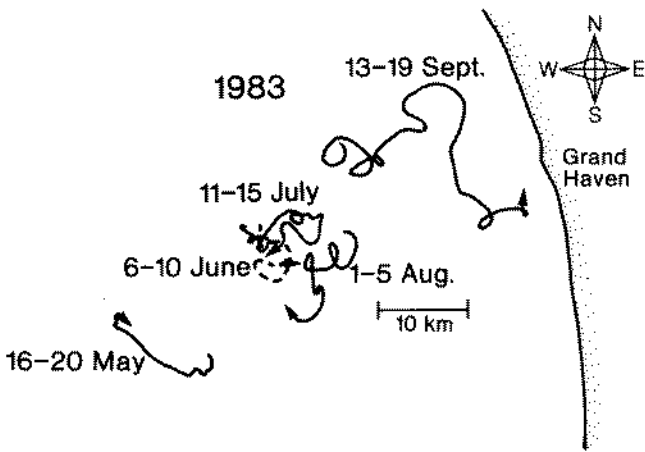 N
13–19 Sept.
W E
1983
S
Grand
Haven
11–15 July
6–10 June
1–5 Aug.
10 km
16–20 May